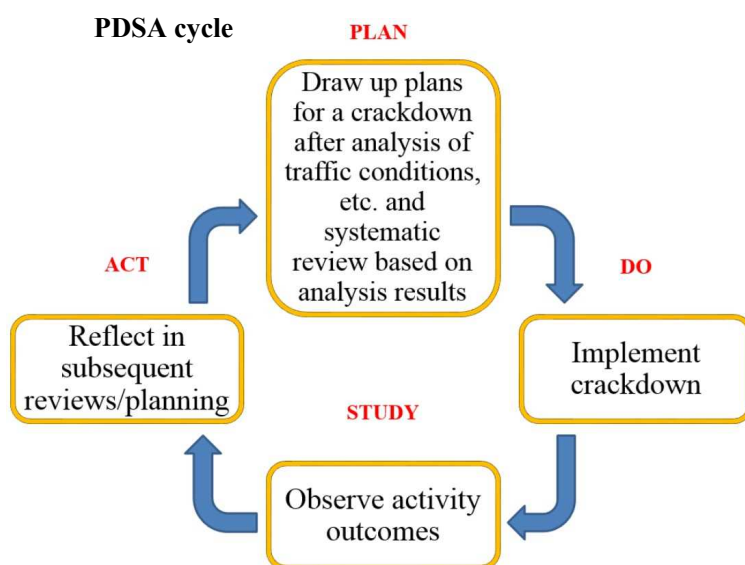 PDSA cycle
PLAN
Draw up plans
for a crackdown
after analysis of
traffic conditions,
etc. and
systematic
review based on
analysis results
DO
Implement
crackdown
STUDY
Observe activity
outcomes
ACT
Reflect in
subsequent
reviews/planning